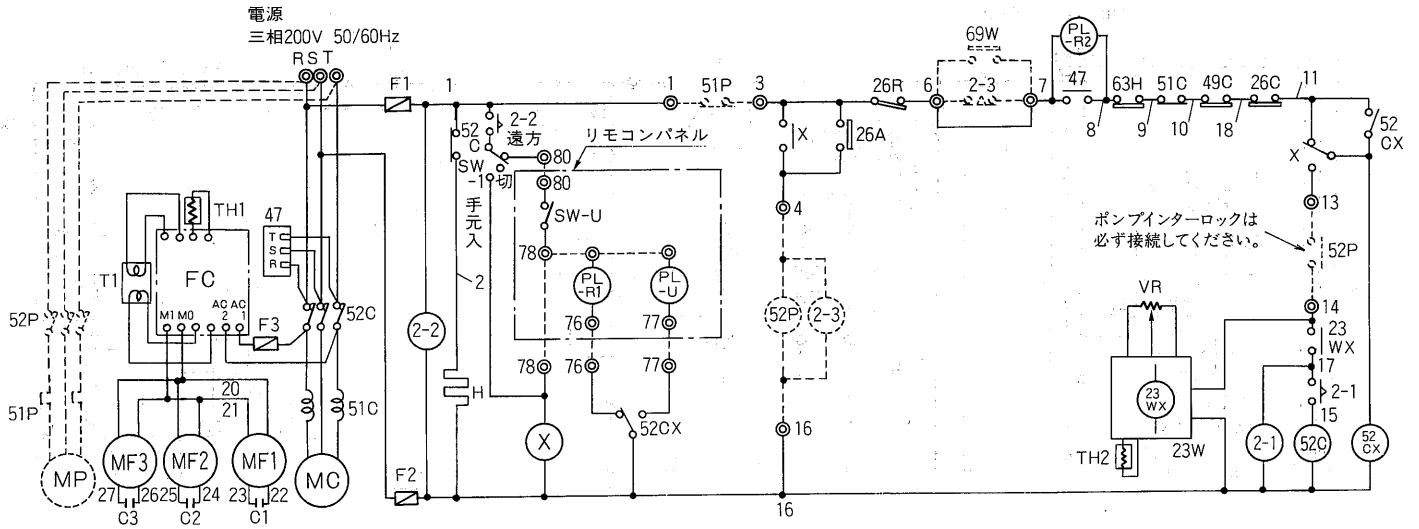 電源
三相200V 50/60Hz
R S T
F1
1
1
51P
3
26R
6
69W
2-3
7
PL-R2
47
63H
51C
49C
26C
11
8
9
10
18
52
CX
52
C
2-2
遠方
SW
-1
切
手元入
2
80
リモコンパネル
80
SW-U
78
PL-R1
PL-U
76
77
78
76
77
52CX
X
X
26A
4
52P
2-3
16
16
X
13
ポンプインターロックは
必ず接続してください。
52P
14
VR
23
WX
17
2-1
15
23
WX
23W
TH2
2-1
52C
52
CX
TH1
47
T
S
R
FC
T1
M1 M0
AC
2
AC
1
F3
52C
52P
2-2
H
20
21
51C
51P
MP
MF3
MF2
MF1
MC
27 26 25 24 23 22
C3
C2
C1
F2